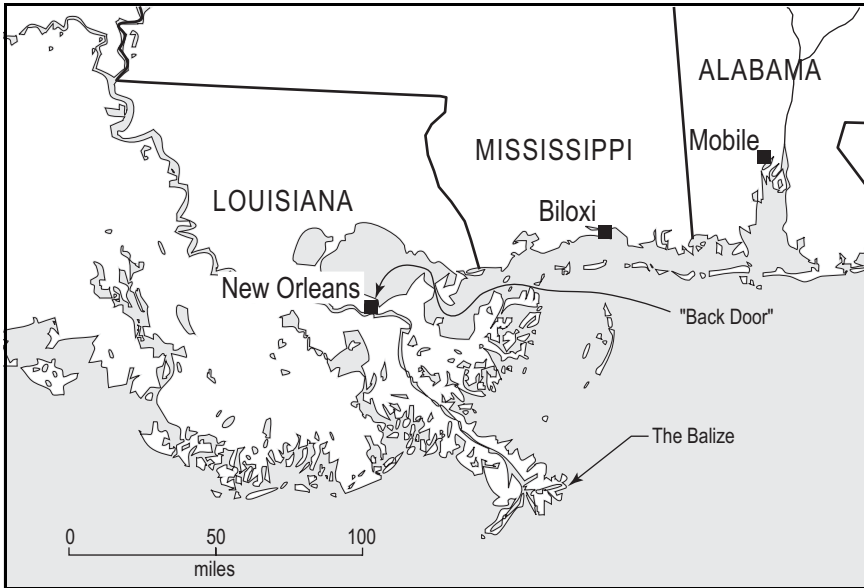 ALABAMA
MISSISSIPPI
Mobile
LOUISIANA
Biloxi
New Orleans
"Back Door"
The Balize
0 50 100
miles